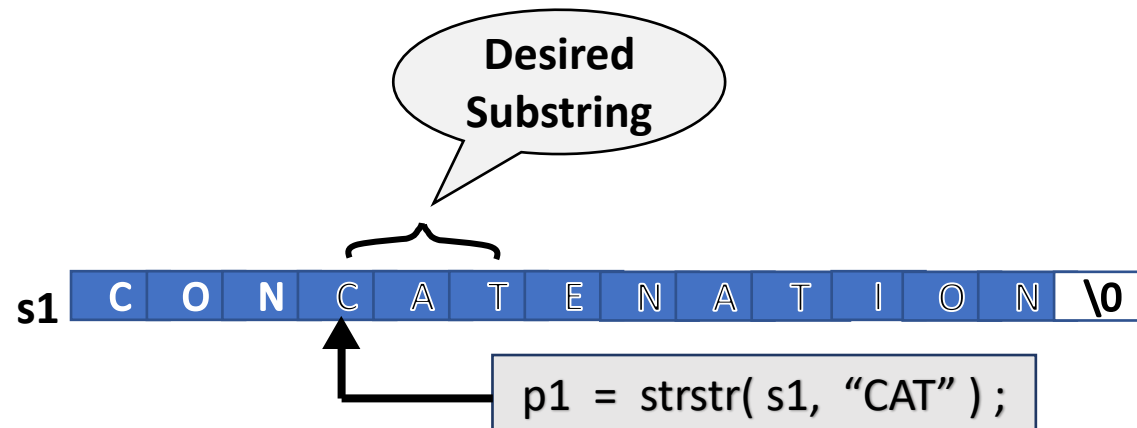 Desired
Substring
s1 C O N C A T E N A T I O N \0
p1 = strstr( s1, “CAT” ) ;